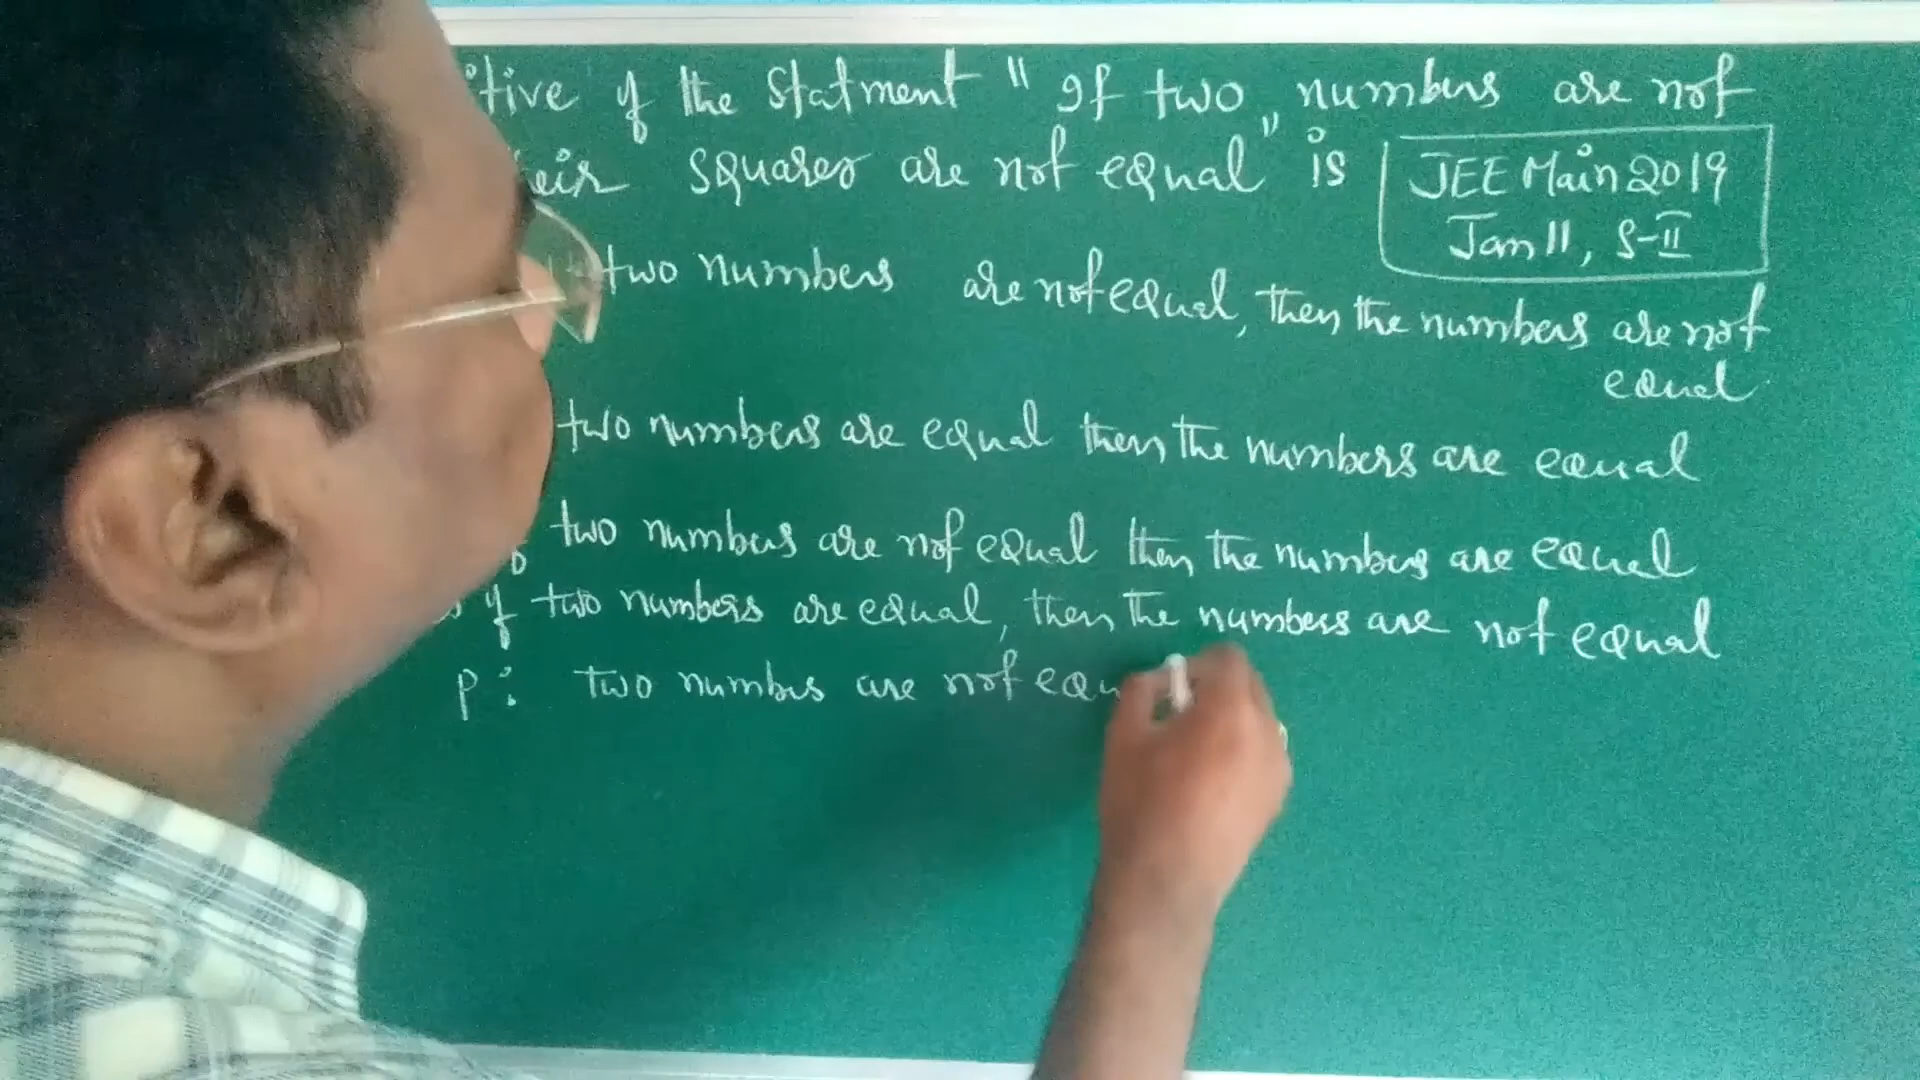 itive of the Statment " If two numbers are not
eir squares are not equal" is
JEE Main 2019
Jan 11, S-II
two numbers are not equal, then the numbers are not
equal
two numbers are equal then the numbers are equal
two numbers are not equal then the numbers are equal
If two numbers are equal, then the numbers are not equal
P: two numbrs are not equ